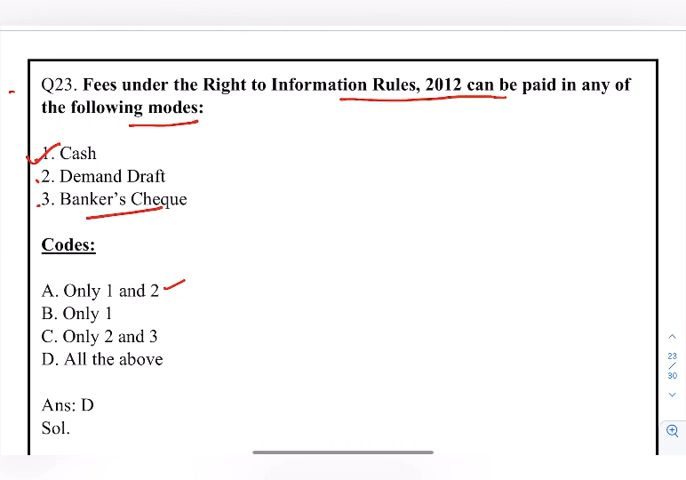 Q23. Fees under the Right to Information Rules, 2012 can be paid in any of
the following modes:
1. Cash
2. Demand Draft
3. Banker's Cheque
Codes:
A. Only 1 and 2
B. Only 1
C. Only 2 and 3
D. All the above
Ans: D
Sol.
23
/
30